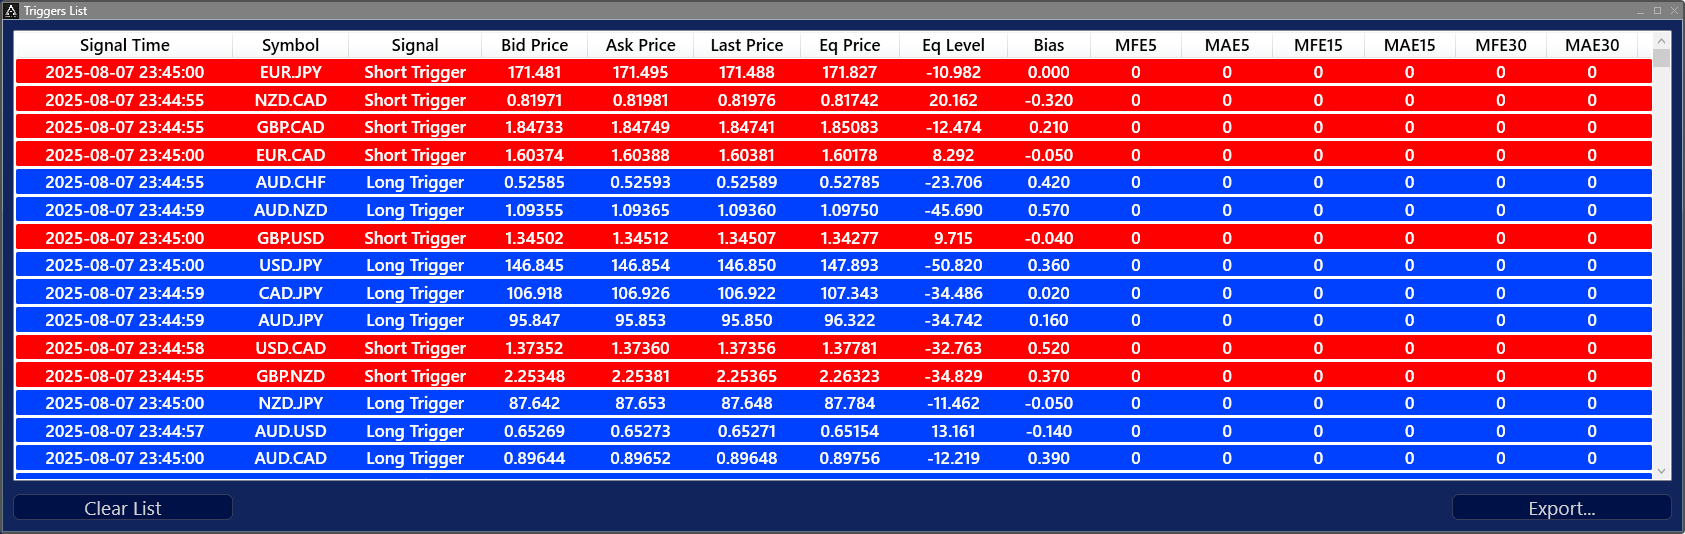 Triggers List
Signal Time Symbol Signal Bid Price Ask Price Last Price Eq Price Eq Level Bias MFE5 MAE5 MFE15 MAE15 MFE30 MAE30
2025-08-07 23:45:00 EUR.JPY Short Trigger 171.481 171.495 171.488 171.827 -10.982 0.000 0 0 0 0 0 0
2025-08-07 23:44:55 NZD.CAD Short Trigger 0.81971 0.81981 0.81976 0.81742 20.162 -0.320 0 0 0 0 0 0
2025-08-07 23:44:55 GBP.CAD Short Trigger 1.84733 1.84749 1.84741 1.85083 -12.474 0.210 0 0 0 0 0 0
2025-08-07 23:45:00 EUR.CAD Short Trigger 1.60374 1.60388 1.60381 1.60178 8.292 -0.050 0 0 0 0 0 0
2025-08-07 23:44:55 AUD.CHF Long Trigger 0.52585 0.52593 0.52589 0.52785 -23.706 0.420 0 0 0 0 0 0
2025-08-07 23:44:59 AUD.NZD Long Trigger 1.09355 1.09365 1.09360 1.09750 -45.690 0.570 0 0 0 0 0 0
2025-08-07 23:45:00 GBP.USD Short Trigger 1.34502 1.34512 1.34507 1.34277 9.715 -0.040 0 0 0 0 0 0
2025-08-07 23:45:00 USD.JPY Long Trigger 146.845 146.854 146.850 147.893 -50.820 0.360 0 0 0 0 0 0
2025-08-07 23:44:59 CAD.JPY Long Trigger 106.918 106.926 106.922 107.343 -34.486 0.020 0 0 0 0 0 0
2025-08-07 23:44:59 AUD.JPY Long Trigger 95.847 95.853 95.850 96.322 -34.742 0.160 0 0 0 0 0 0
2025-08-07 23:44:58 USD.CAD Short Trigger 1.37352 1.37360 1.37356 1.37781 -32.763 0.520 0 0 0 0 0 0
2025-08-07 23:44:55 GBP.NZD Short Trigger 2.25348 2.25381 2.25365 2.26323 -34.829 0.370 0 0 0 0 0 0
2025-08-07 23:45:00 NZD.JPY Long Trigger 87.642 87.653 87.648 87.784 -11.462 -0.050 0 0 0 0 0 0
2025-08-07 23:44:57 AUD.USD Long Trigger 0.65269 0.65273 0.65271 0.65154 13.161 -0.140 0 0 0 0 0 0
2025-08-07 23:45:00 AUD.CAD Long Trigger 0.89644 0.89652 0.89648 0.89756 -12.219 0.390 0 0 0 0 0 0
Clear List Export...